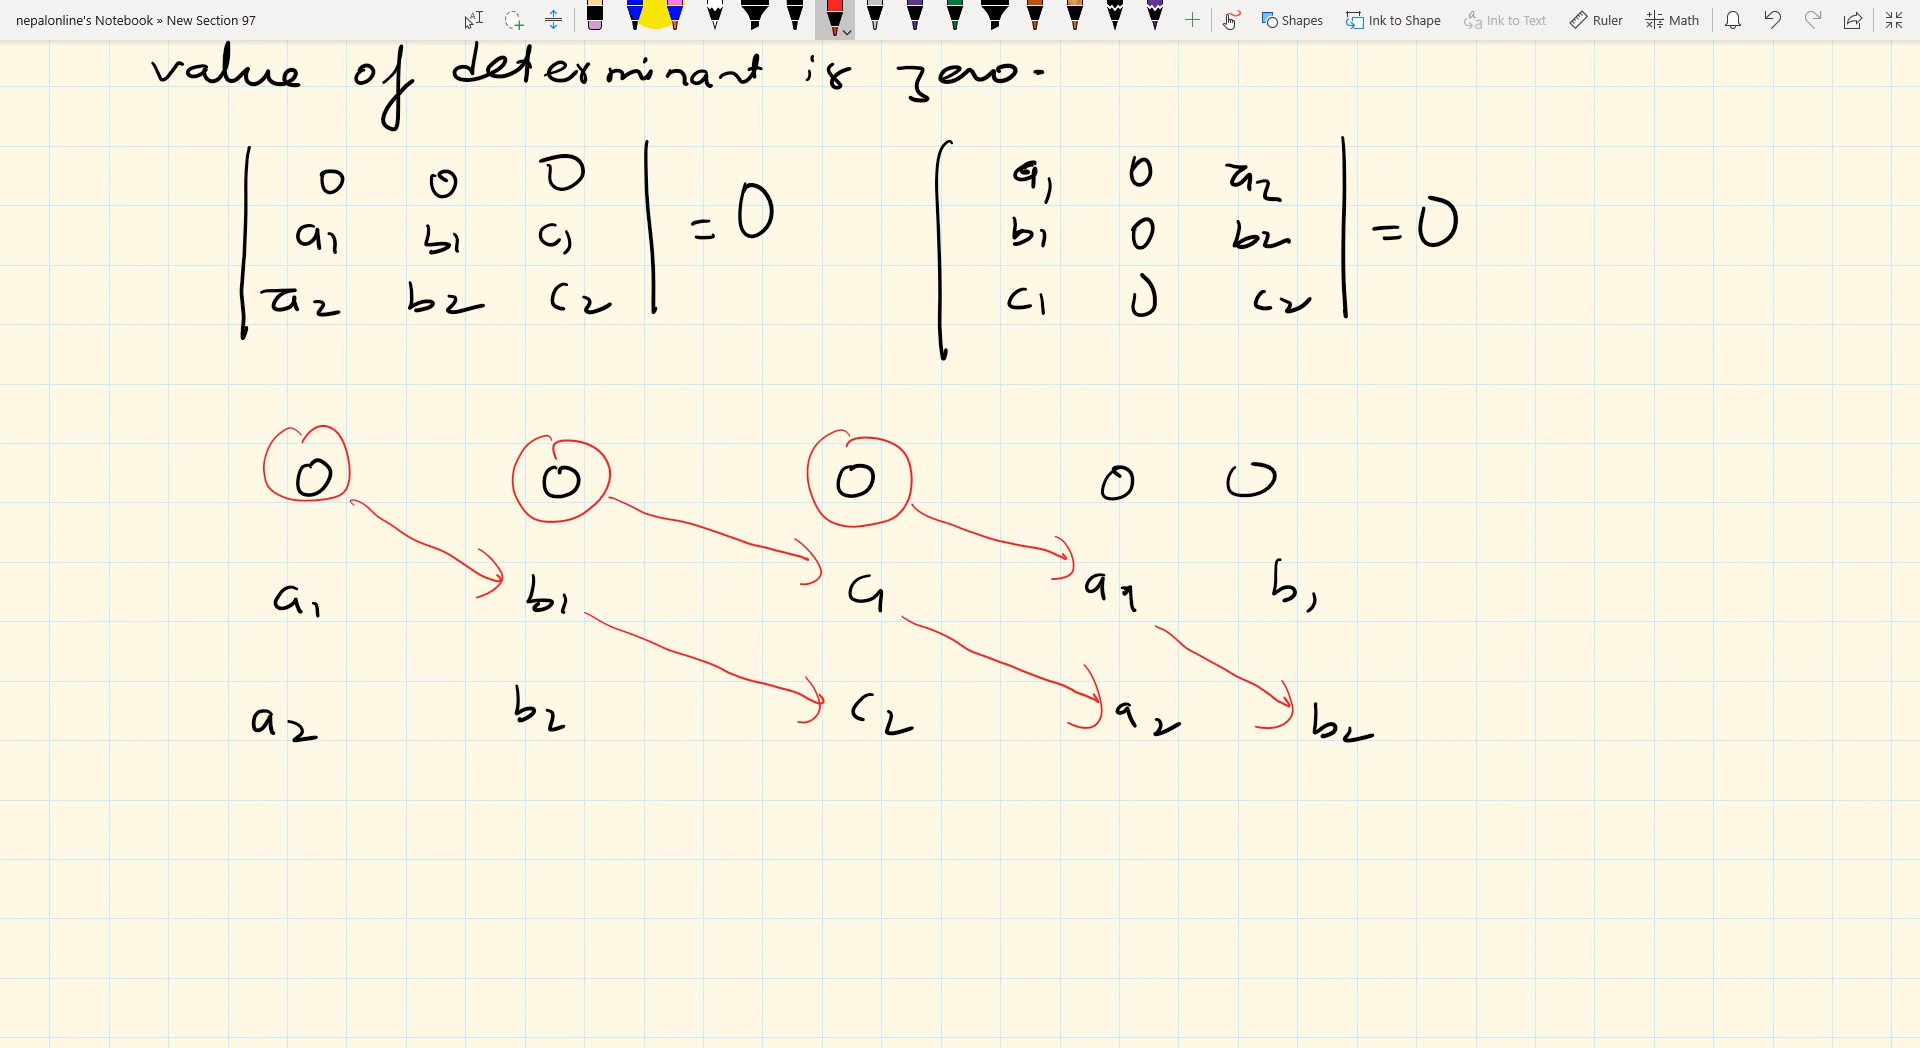 nepalonline's Notebook » New Section 97 Shapes Ink to Shape Ink to Text Ruler Math
value of determinant is zero.
0 0 0
a1 b1 c1 = 0
a2 b2 c2
a1 0 a2
b1 0 b2 = 0
c1 0 c2
0 0 0 0 0
a1 b1 c1 a1 b1
a2 b2 c2 a2 b2